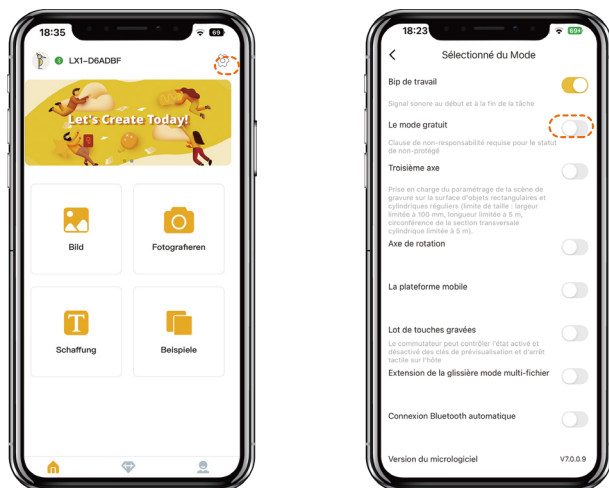 18:35
69
LX1-D6ADBF
Let's Create Today!
Bild
Fotografieren
T
Schaffung
Beispiele
18:23
69+
Sélectionné du Mode
Bip de travail
Signal sonore au début et à la fin de la tâche
Le mode gratuit
Clause de non-responsabilité requise pour le statut
de non-protégé
Troisième axe
Prise en charge du paramétrage de la scène de
gravure sur la surface d'objets rectangulaires et
cylindriques réguliers (limite de taille : largeur
limitée à 100 mm, longueur limitée à 5 m,
circonférence de la section transversale
cylindrique limitée à 5 m).
Axe de rotation
La plateforme mobile
Lot de touches gravées
Le commutateur peut contrôler l'état activé et
désactivé des clés de prévisualisation et d'arrêt
tactile sur l'hôte
Extension de la glissière mode multi-fichier
Connexion Bluetooth automatique
Version du micrologiciel
V7.0.0.9